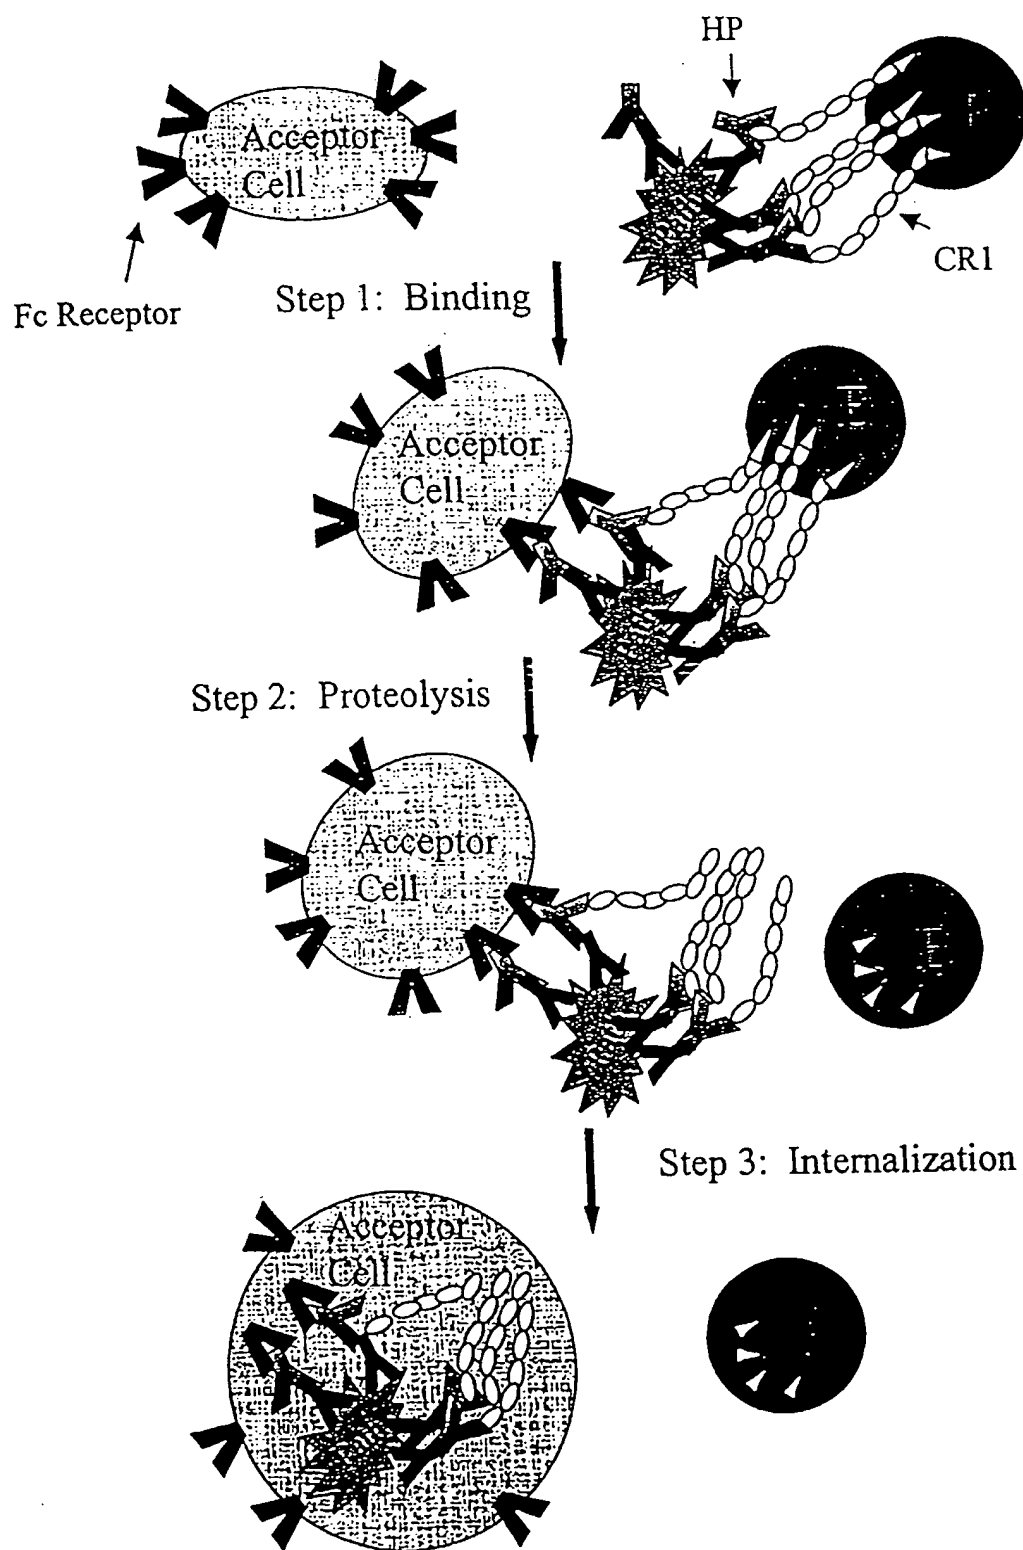 HP
Acceptor
Cell
E
CR1
Fc Receptor
Step 1: Binding
E
Acceptor
Cell
Step 2: Proteolysis
Acceptor
Cell
E
Step 3: Internalization
Acceptor
Cell